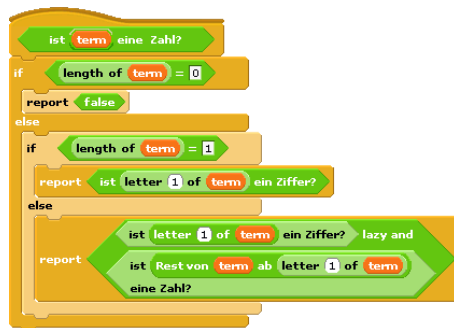 ist term eine Zahl?
if length of term = 0
report false
else
if length of term = 1
report ist letter 1 of term ein Ziffer?
else
ist letter 1 of term ein Ziffer? lazy and
report ist Rest von term ab letter 1 of term
eine Zahl?